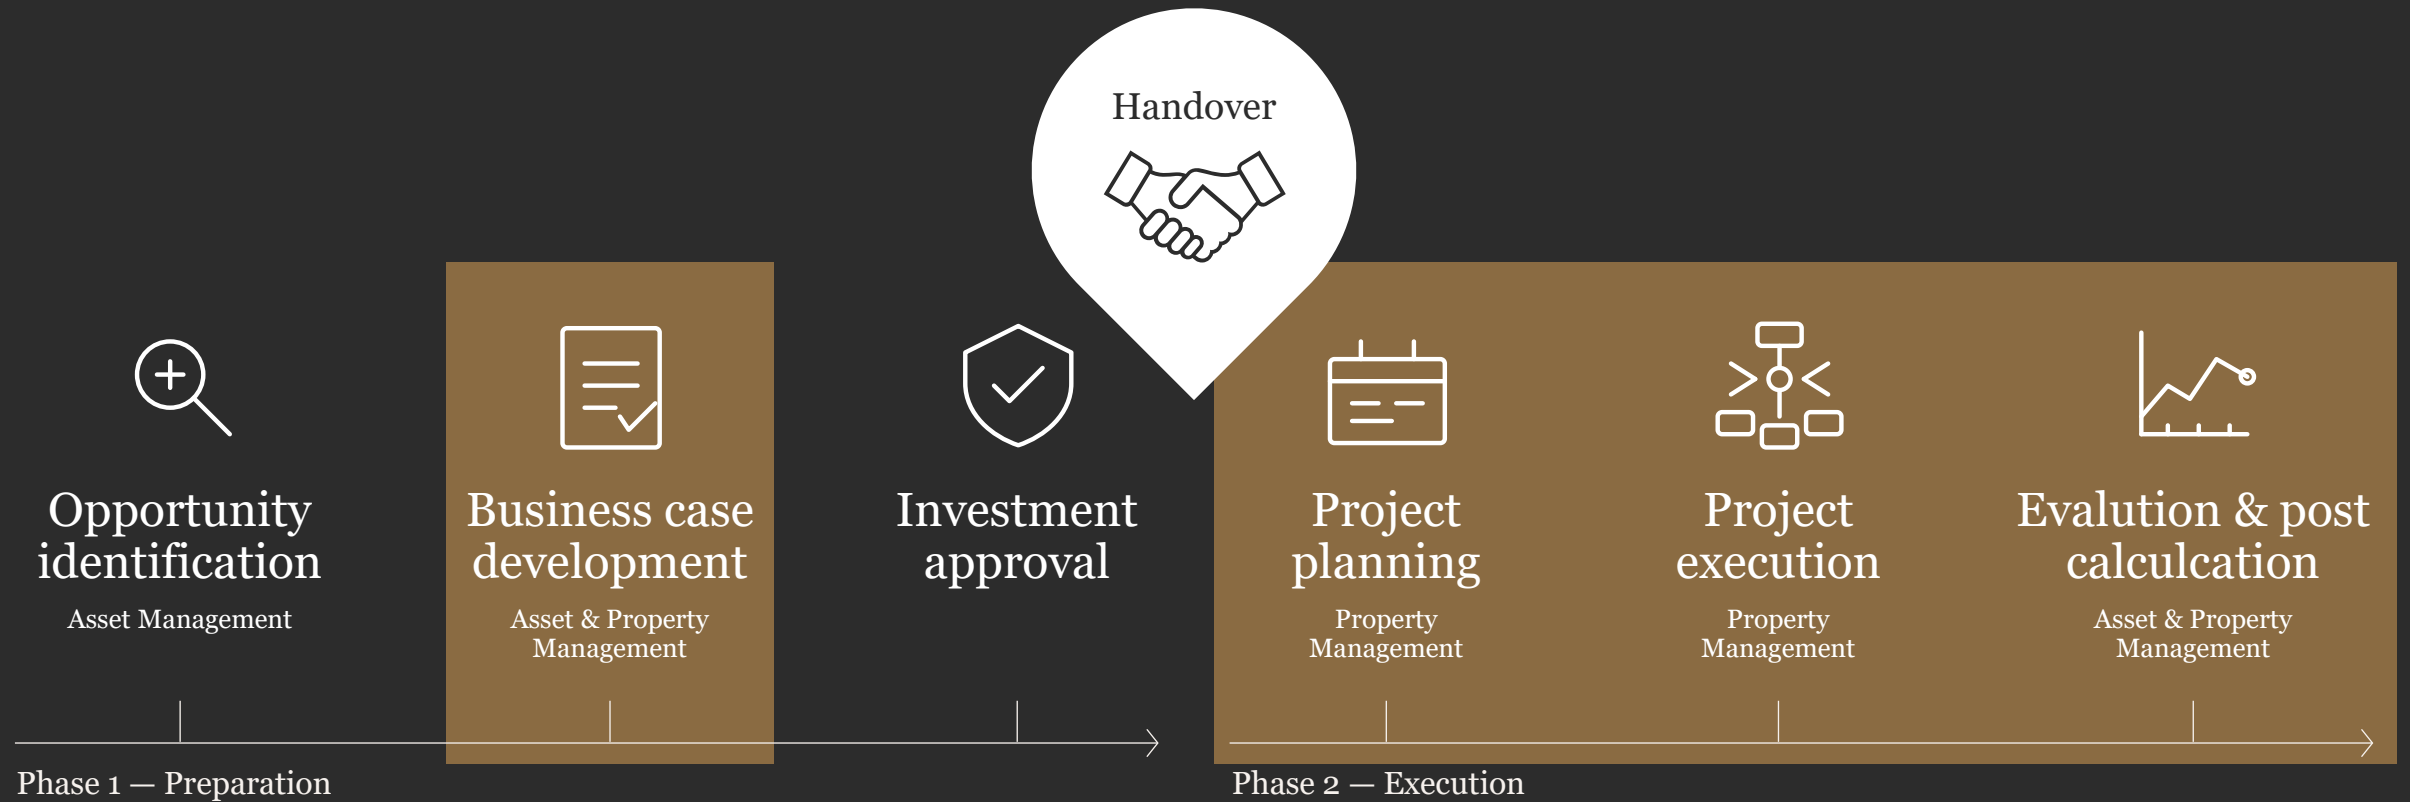 Handover
Opportunity
identification
Asset Management
Business case
development
Asset & Property
Management
Investment
approval
Project
planning
Property
Management
Project
execution
Property
Management
Evalution & post
calculcation
Asset & Property
Management
Phase 1 — Preparation
Phase 2 — Execution